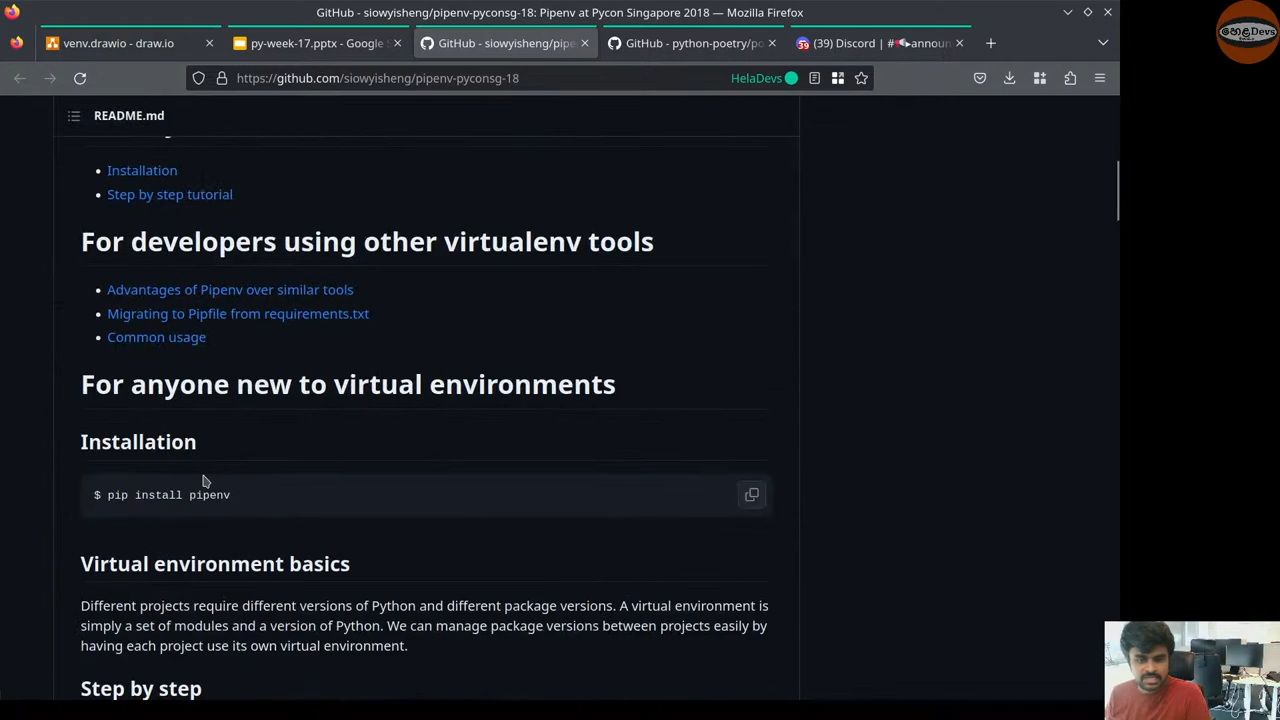 GitHub - siowyisheng/pipenv-pyconsg-18: Pipenv at Pycon Singapore 2018 — Mozilla Firefox
venv.drawio - draw.io
py-week-17.pptx - Google
GitHub - siowyisheng/pipe
GitHub - python-poetry/po
(39) Discord | #
announ
https://github.com/siowyisheng/pipenv-pyconsg-18
HelaDevs
README.md
Installation
Step by step tutorial
For developers using other virtualenv tools
Advantages of Pipenv over similar tools
Migrating to Pipfile from requirements.txt
Common usage
For anyone new to virtual environments
Installation
$ pip install pipenv
Virtual environment basics
Different projects require different versions of Python and different package versions. A virtual environment is
simply a set of modules and a version of Python. We can manage package versions between projects easily by
having each project use its own virtual environment.
Step by step
හෙළDevs